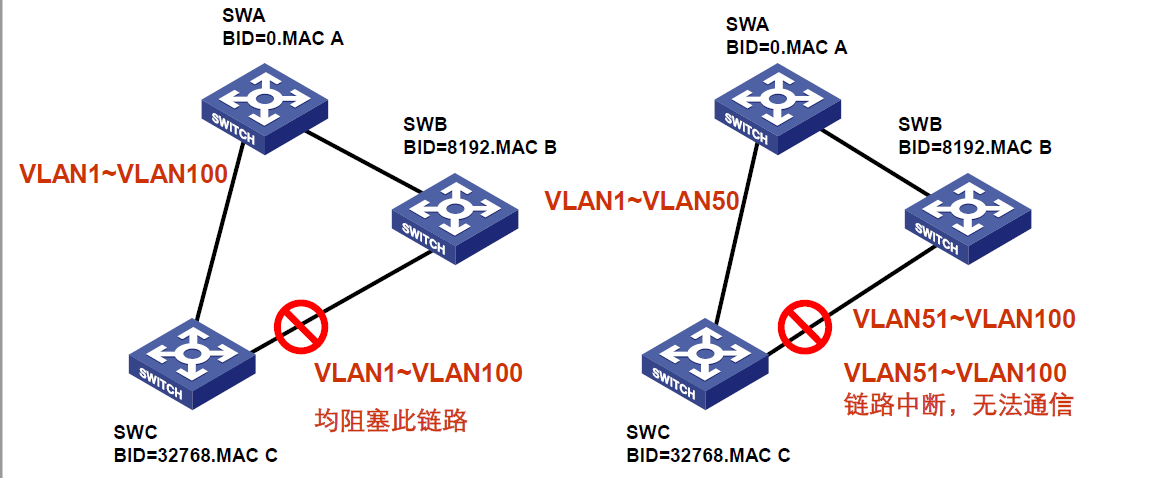 SWA
BID=0.MAC A
SWITCH
SWB
BID=8192.MAC B
SWITCH
VLAN1~VLAN100
SWITCH
VLAN1~VLAN100
均阻塞此链路
SWC
BID=32768.MAC C
SWA
BID=0.MAC A
SWITCH
SWB
BID=8192.MAC B
SWITCH
VLAN1~VLAN50
SWITCH
VLAN51~VLAN100
VLAN51~VLAN100
链路中断，无法通信
SWC
BID=32768.MAC C